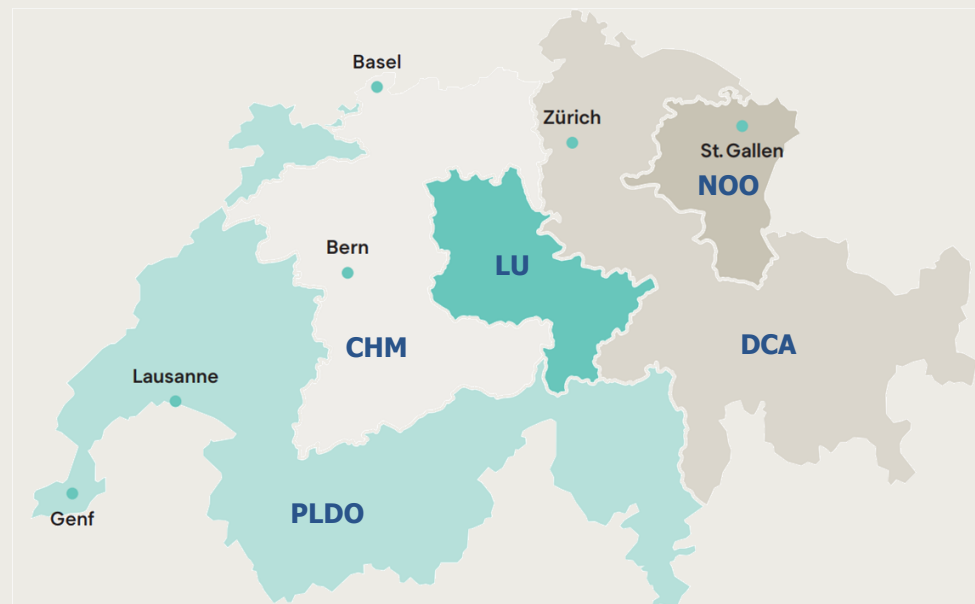 Basel
Zürich
St. Gallen
NOO
Bern
LU
CHM
DCA
Lausanne
PLDO
Genf